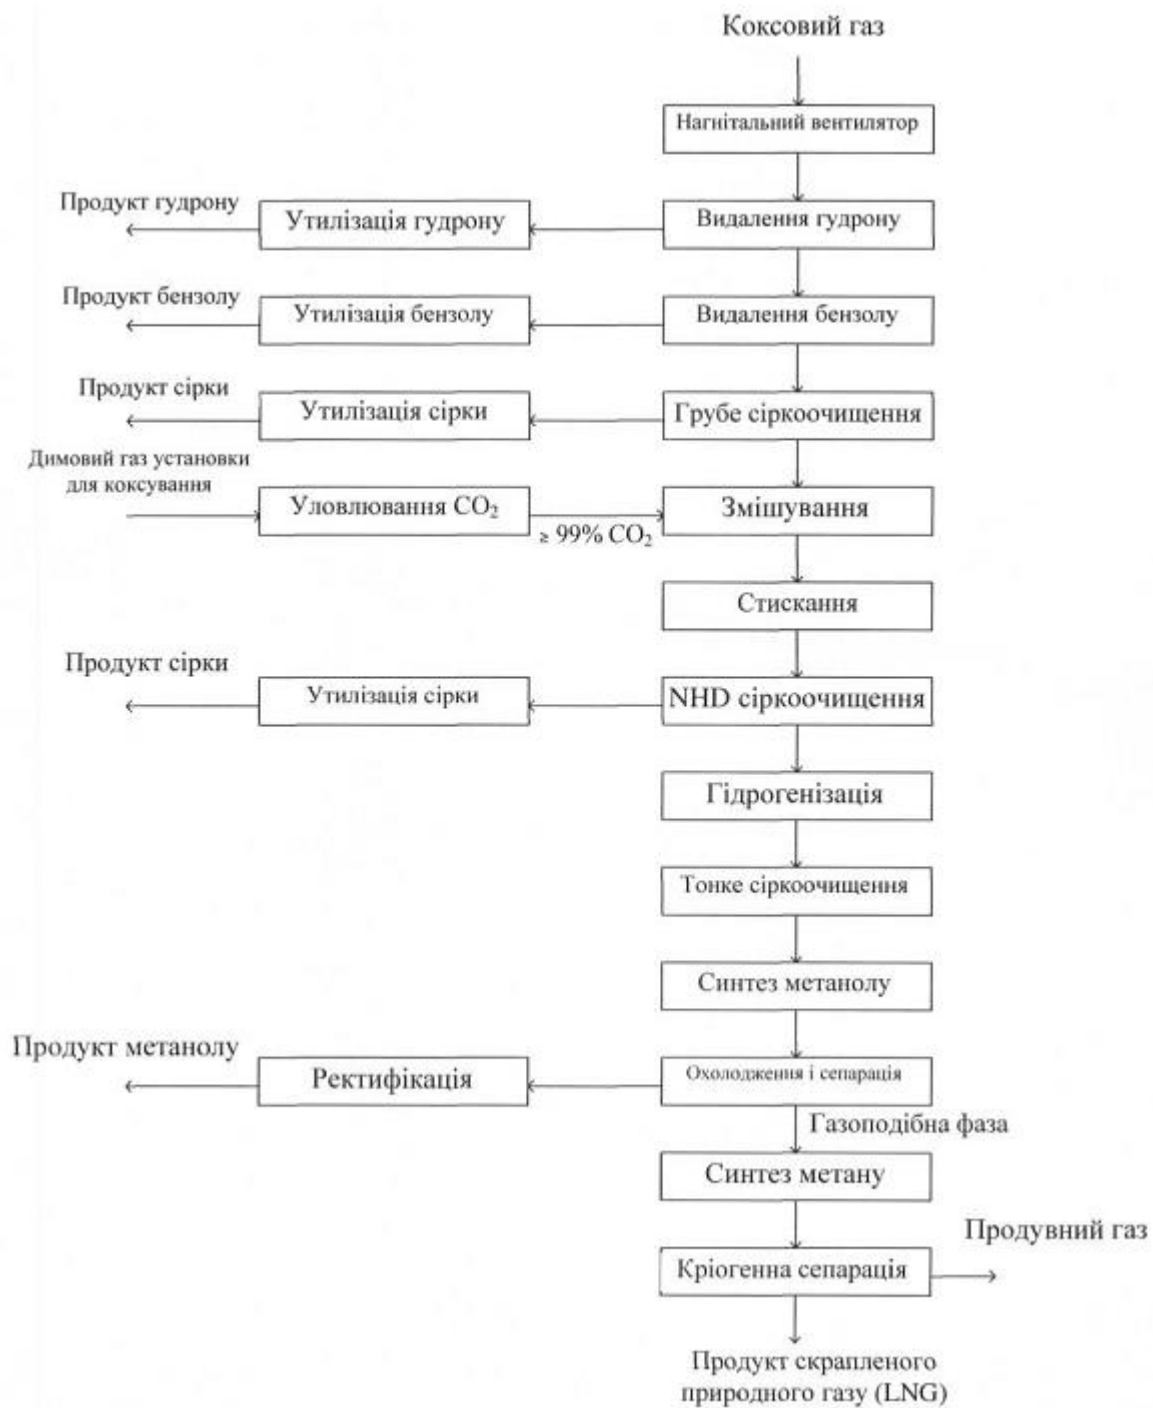 Коксовий газ
Нагнітальний вентилятор
Продукт гудрону
Утилізація гудрону
Видалення гудрону
Продукт бензолу
Утилізація бензолу
Видалення бензолу
Продукт сірки
Утилізація сірки
Грубе сіркоочищення
Димовий газ установки
для коксування
Уловлювання CO₂
≥ 99% CO₂
Змішування
Стискання
Продукт сірки
Утилізація сірки
NHD сіркоочищення
Гідрогенізація
Тонке сіркоочищення
Синтез метанолу
Продукт метанолу
Ректифікація
Охолодження і сепарація
Газоподібна фаза
Синтез метану
Продувний газ
Кріогенна сепарація
Продукт скрапленого
природного газу (LNG)